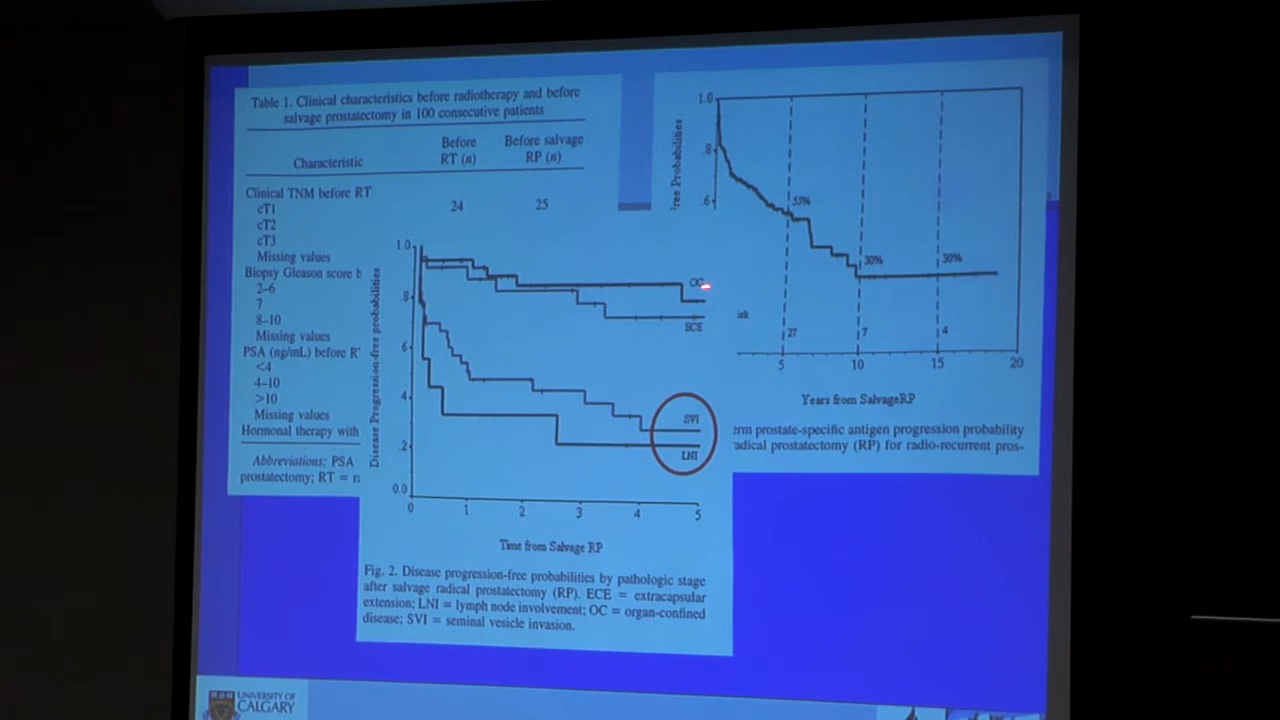 Table 1. Clinical characteristics before radiotherapy and before
salvage prostatectomy in 100 consecutive patients
Characteristic
Before
RT (n)
Before salvage
RP (n)
Clinical TNM before RT
cT1
24
25
cT2
cT3
Missing values
Biopsy Gleason score b
2–6
7
8–10
Missing values
PSA (ng/mL) before R
<4
4–10
>10
Missing values
Hormonal therapy with
Abbreviations: PSA
prostatectomy; RT = r
Disease Progression-free probabilities
1.0
.8
.6
.4
.2
0.0
0 1 2 3 4 5
OC
ECE
SVI
LNI
Time from Salvage RP
Fig. 2. Disease progression-free probabilities by pathologic stage
after salvage radical prostatectomy (RP). ECE = extracapsular
extension; LNI = lymph node involvement; OC = organ-confined
disease; SVI = seminal vesicle invasion.
free Probabilities
1.0
.8
.6
55%
30%
30%
isk
27
7
4
5 10 15 20
Years from Salvage RP
erm prostate-specific antigen progression probability
adical prostatectomy (RP) for radio-recurrent pros-
UNIVERSITY OF
CALGARY